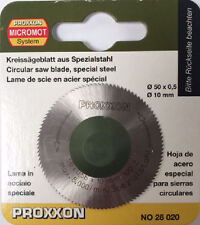 PROXXON
MICROMOT
System
Kreissägeblatt aus Spezialstahl
Circular saw blade, special steel
Lame de scie en acier spécial
Bitte Rückseite beachten
Ø 50 x 0,5
Ø 10 mm
PROXXON
Lama in
acciaio
speciale
Hoja de
acero especial
para sierras
circulares
PROXXON
NO 28 020